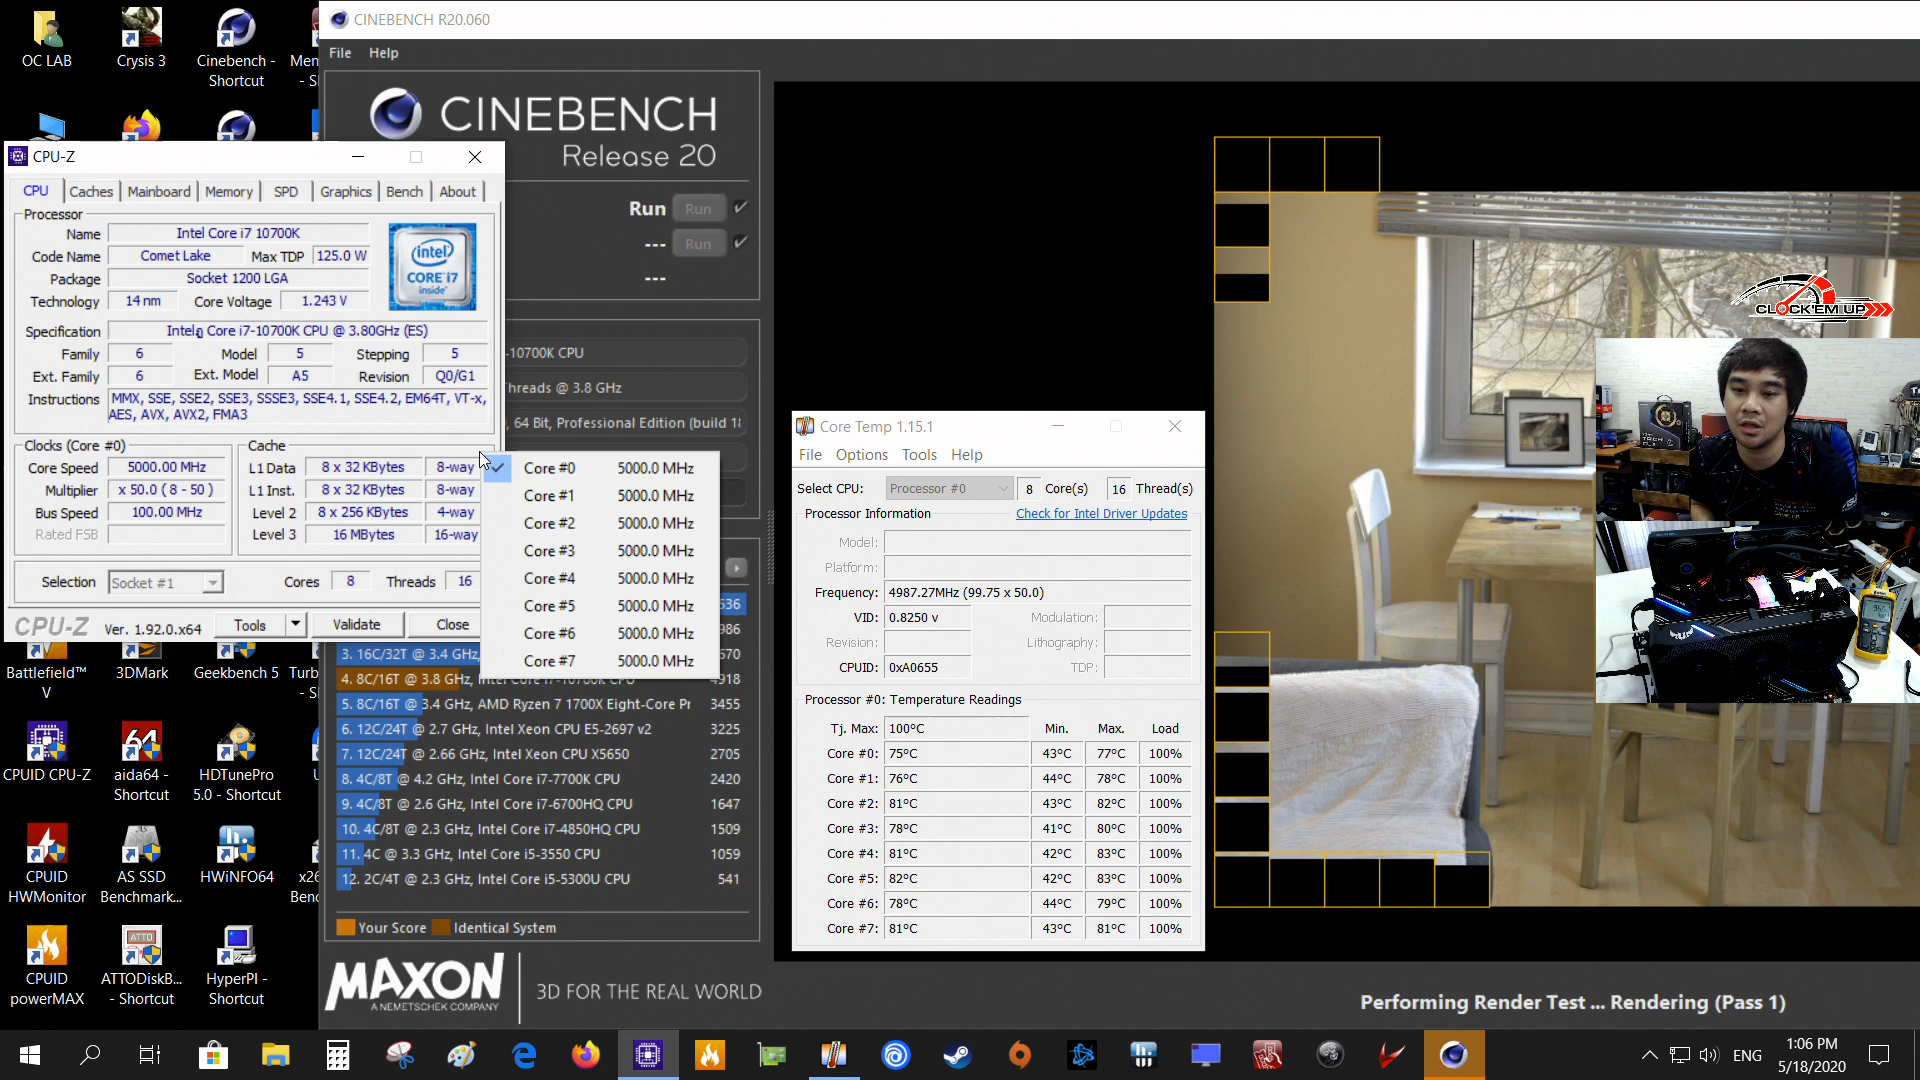 OC LAB
Crysis 3
Cinebench -
Shortcut
CINEBENCH R20.060
File Help
CINEBENCH
Release 20
Run Run
--- Run
---
-10700K CPU
hreads @ 3.8 GHz
, 64 Bit, Professional Edition (build 18
CPU-Z
CPU Caches Mainboard Memory SPD Graphics Bench About
Processor
Name Intel Core i7 10700K
Code Name Comet Lake Max TDP 125.0 W
Package Socket 1200 LGA
Technology 14 nm Core Voltage 1.243 V
intel
CORE i7
inside
Specification Intel Core i7-10700K CPU @ 3.80GHz (ES)
Family 6 Model 5 Stepping 5
Ext. Family 6 Ext. Model A5 Revision Q0/G1
Instructions MMX, SSE, SSE2, SSE3, SSSE3, SSE4.1, SSE4.2, EM64T, VT-x,
AES, AVX, AVX2, FMA3
Clocks (Core #0) Cache
Core Speed 5000.00 MHz L1 Data 8 x 32 KBytes 8-way
Multiplier x 50.0 ( 8 - 50 ) L1 Inst. 8 x 32 KBytes 8-way
Bus Speed 100.00 MHz Level 2 8 x 256 KBytes 4-way
Rated FSB Level 3 16 MBytes 16-way
Selection Socket #1 Cores 8 Threads 16
CPU-Z Ver. 1.92.0.x64 Tools Validate Close
Core #0 5000.0 MHz
Core #1 5000.0 MHz
Core #2 5000.0 MHz
Core #3 5000.0 MHz
Core #4 5000.0 MHz
Core #5 5000.0 MHz
Core #6 5000.0 MHz
Core #7 5000.0 MHz
3. 16C/32T @ 3.4 GHz,
4. 8C/16T @ 3.8 GHz, Intel Core i7-10700K CPU 4918
5. 8C/16T @ 3.4 GHz, AMD Ryzen 7 1700X Eight-Core Pr 3455
6. 12C/24T @ 2.7 GHz, Intel Xeon CPU E5-2697 v2 3225
7. 12C/24T @ 2.66 GHz, Intel Xeon CPU X5650 2705
8. 4C/8T @ 4.2 GHz, Intel Core i7-7700K CPU 2420
9. 4C/8T @ 2.6 GHz, Intel Core i7-6700HQ CPU 1647
10. 4C/8T @ 2.3 GHz, Intel Core i7-4850HQ CPU 1509
11. 4C @ 3.3 GHz, Intel Core i5-3550 CPU 1059
12. 2C/4T @ 2.3 GHz, Intel Core i5-5300U CPU 541
Your Score Identical System
MAXON
A NEMETSCHEK COMPANY
3D FOR THE REAL WORLD
Battlefield™
V
3DMark
Geekbench 5
CPUID CPU-Z
aida64 -
Shortcut
HDTunePro
5.0 - Shortcut
CPUID
HWMonitor
AS SSD
Benchmark...
HWiNFO64
CPUID
powerMAX
ATTO
ATTODiskB...
- Shortcut
HyperPI -
Shortcut
Core Temp 1.15.1
File Options Tools Help
Select CPU: Processor #0 8 Core(s) 16 Thread(s)
Processor Information Check for Intel Driver Updates
Model:
Platform:
Frequency: 4987.27MHz (99.75 x 50.0)
VID: 0.8250 v Modulation:
Revision: Lithography:
CPUID: 0xA0655 TDP:
Processor #0: Temperature Readings
Tj. Max: 100°C Min. Max. Load
Core #0: 75°C 43°C 77°C 100%
Core #1: 76°C 44°C 78°C 100%
Core #2: 81°C 43°C 82°C 100%
Core #3: 78°C 41°C 80°C 100%
Core #4: 81°C 42°C 83°C 100%
Core #5: 82°C 42°C 83°C 100%
Core #6: 78°C 44°C 79°C 100%
Core #7: 81°C 43°C 81°C 100%
CLOCK'EM UP
Performing Render Test ... Rendering (Pass 1)
ENG
1:06 PM
5/18/2020